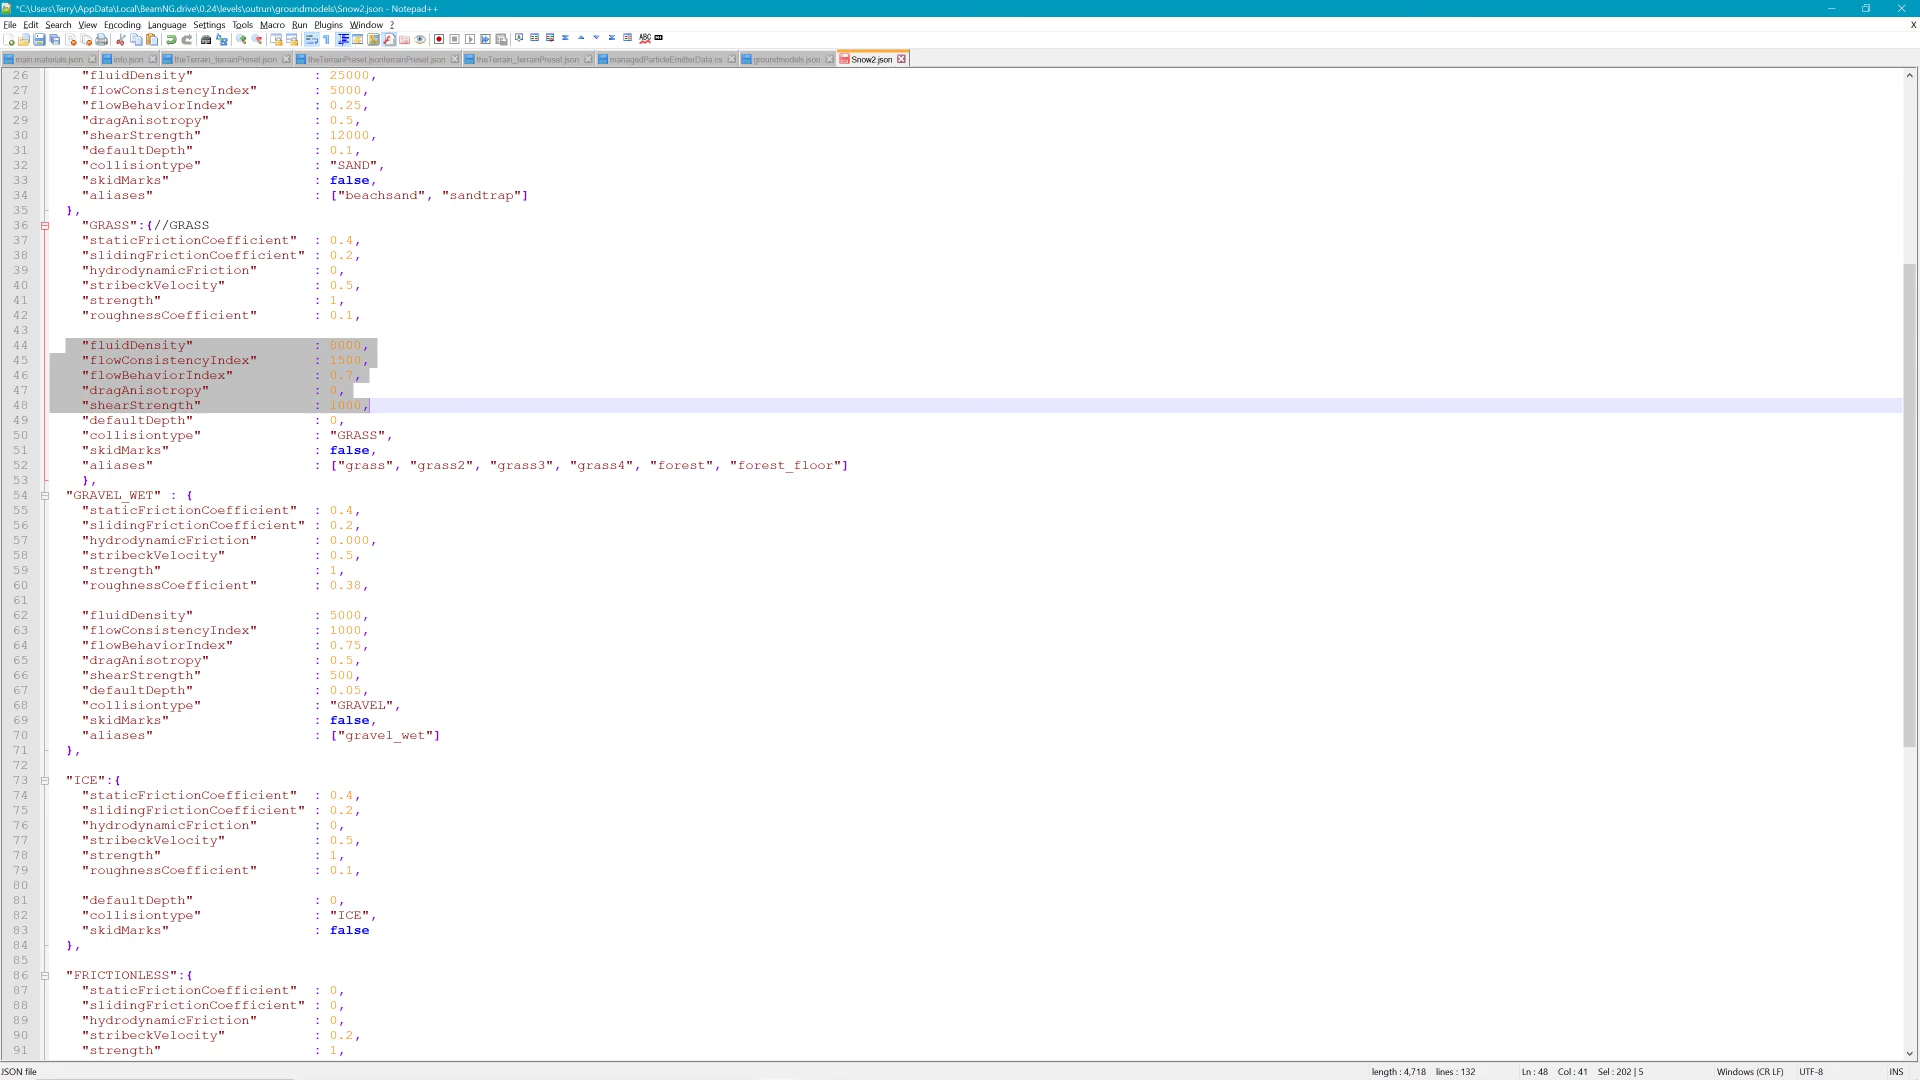 *C:\Users\Terry\AppData\Local\BeamNG.drive\0.24\levels\outrun\groundmodels\Snow2.json - Notepad++
File Edit Search View Encoding Language Settings Tools Macro Run Plugins Window ? X
main.materials.json info.json theTerrain_terrainPreset.json theTerrainPreset.jsonterrainPreset.json theTerrain_terrainPreset.json managedParticleEmitterData.cs groundmodels.json Snow2.json
26 "fluidDensity" : 25000,
27 "flowConsistencyIndex" : 5000,
28 "flowBehaviorIndex" : 0.25,
29 "dragAnisotropy" : 0.5,
30 "shearStrength" : 12000,
31 "defaultDepth" : 0.1,
32 "collisiontype" : "SAND",
33 "skidMarks" : false,
34 "aliases" : ["beachsand", "sandtrap"]
35 },
36 "GRASS":{//GRASS
37 "staticFrictionCoefficient" : 0.4,
38 "slidingFrictionCoefficient" : 0.2,
39 "hydrodynamicFriction" : 0,
40 "stribeckVelocity" : 0.5,
41 "strength" : 1,
42 "roughnessCoefficient" : 0.1,
43
44 "fluidDensity" : 8000,
45 "flowConsistencyIndex" : 1500,
46 "flowBehaviorIndex" : 0.7,
47 "dragAnisotropy" : 0,
48 "shearStrength" : 1000,
49 "defaultDepth" : 0,
50 "collisiontype" : "GRASS",
51 "skidMarks" : false,
52 "aliases" : ["grass", "grass2", "grass3", "grass4", "forest", "forest_floor"]
53 },
54 "GRAVEL_WET" : {
55 "staticFrictionCoefficient" : 0.4,
56 "slidingFrictionCoefficient" : 0.2,
57 "hydrodynamicFriction" : 0.000,
58 "stribeckVelocity" : 0.5,
59 "strength" : 1,
60 "roughnessCoefficient" : 0.38,
61
62 "fluidDensity" : 5000,
63 "flowConsistencyIndex" : 1000,
64 "flowBehaviorIndex" : 0.75,
65 "dragAnisotropy" : 0.5,
66 "shearStrength" : 500,
67 "defaultDepth" : 0.05,
68 "collisiontype" : "GRAVEL",
69 "skidMarks" : false,
70 "aliases" : ["gravel_wet"]
71 },
72
73 "ICE":{
74 "staticFrictionCoefficient" : 0.4,
75 "slidingFrictionCoefficient" : 0.2,
76 "hydrodynamicFriction" : 0,
77 "stribeckVelocity" : 0.5,
78 "strength" : 1,
79 "roughnessCoefficient" : 0.1,
80
81 "defaultDepth" : 0,
82 "collisiontype" : "ICE",
83 "skidMarks" : false
84 },
85
86 "FRICTIONLESS":{
87 "staticFrictionCoefficient" : 0,
88 "slidingFrictionCoefficient" : 0,
89 "hydrodynamicFriction" : 0,
90 "stribeckVelocity" : 0.2,
91 "strength" : 1,
JSON file length : 4,718 lines : 132 Ln : 48 Col : 41 Sel : 202 | 5 Windows (CR LF) UTF-8 INS